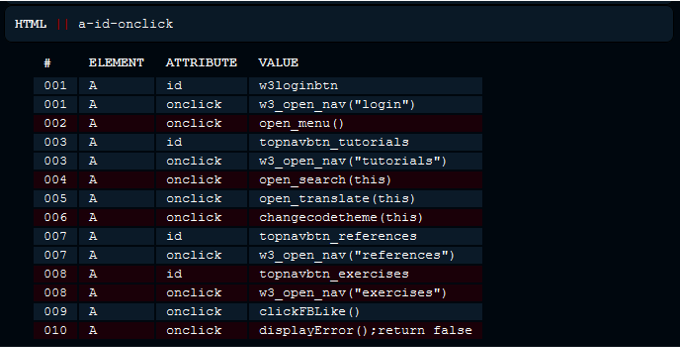 HTML || a-id-onclick
# ELEMENT ATTRIBUTE VALUE
001 A id w3loginbtn
001 A onclick w3_open_nav("login")
002 A onclick open_menu()
003 A id topnavbtn_tutorials
003 A onclick w3_open_nav("tutorials")
004 A onclick open_search(this)
005 A onclick open_translate(this)
006 A onclick changecodetheme(this)
007 A id topnavbtn_references
007 A onclick w3_open_nav("references")
008 A id topnavbtn_exercises
008 A onclick w3_open_nav("exercises")
009 A onclick clickFBLike()
010 A onclick displayError();return false